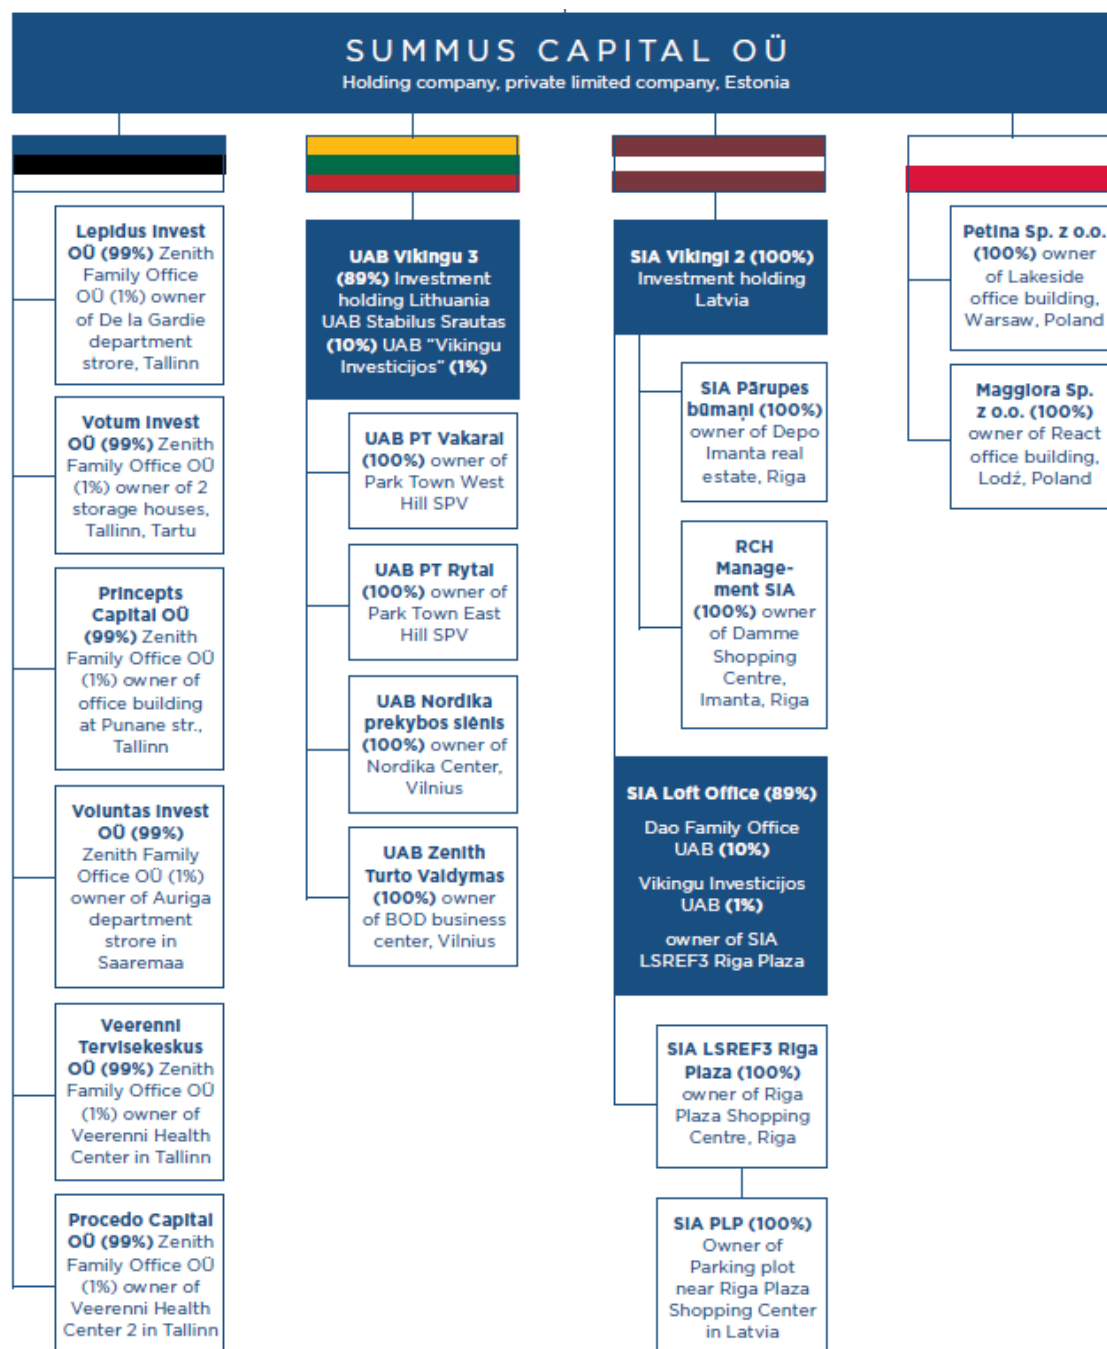 SUMMUS CAPITAL OÜ
Holding company, private limited company, Estonia
Lepidus Invest
OÜ (99%) Zenith
Family Office
OÜ (1%) owner
of De la Gardie
department
strore, Tallinn
Votum Invest
OÜ (99%) Zenith
Family Office OÜ
(1%) owner of 2
storage houses,
Tallinn, Tartu
Princepts
Capital OÜ
(99%) Zenith
Family Office OÜ
(1%) owner of
office building
at Punane str.,
Tallinn
Voluntas Invest
OÜ (99%)
Zenith Family
Office OÜ (1%)
owner of Auriga
department
strore in
Saaremaa
Veerenni
Tervisekeskus
OÜ (99%) Zenith
Family Office OÜ
(1%) owner of
Veerenni Health
Center in Tallinn
Procedo Capital
OÜ (99%) Zenith
Family Office OÜ
(1%) owner of
Veerenni Health
Center 2 in Tallinn
UAB Vikingu 3
(89%) Investment
holding Lithuania
UAB Stabilus Srautas
(10%) UAB "Vikingu
Investicijos" (1%)
UAB PT Vakarai
(100%) owner of
Park Town West
Hill SPV
UAB PT Rytai
(100%) owner of
Park Town East
Hill SPV
UAB Nordika
prekybos slėnis
(100%) owner of
Nordika Center,
Vilnius
UAB Zenith
Turto Valdymas
(100%) owner
of BOD business
center, Vilnius
SIA Vikingi 2 (100%)
Investment holding
Latvia
SIA Pārupes
būmaņi (100%)
owner of Depo
Imanta real
estate, Riga
RCH
Manage-
ment SIA
(100%) owner
of Damme
Shopping
Centre,
Imanta, Riga
SIA Loft Office (89%)
Dao Family Office
UAB (10%)
Vikingu Investicijos
UAB (1%)
owner of SIA
LSREF3 Riga Plaza
SIA LSREF3 Riga
Plaza (100%)
owner of Riga
Plaza Shopping
Centre, Riga
SIA PLP (100%)
Owner of
Parking plot
near Riga Plaza
Shopping Center
in Latvia
Petina Sp. z o.o.
(100%) owner
of Lakeside
office building,
Warsaw, Poland
Maggiora Sp.
z o.o. (100%)
owner of React
office building,
Lodź, Poland